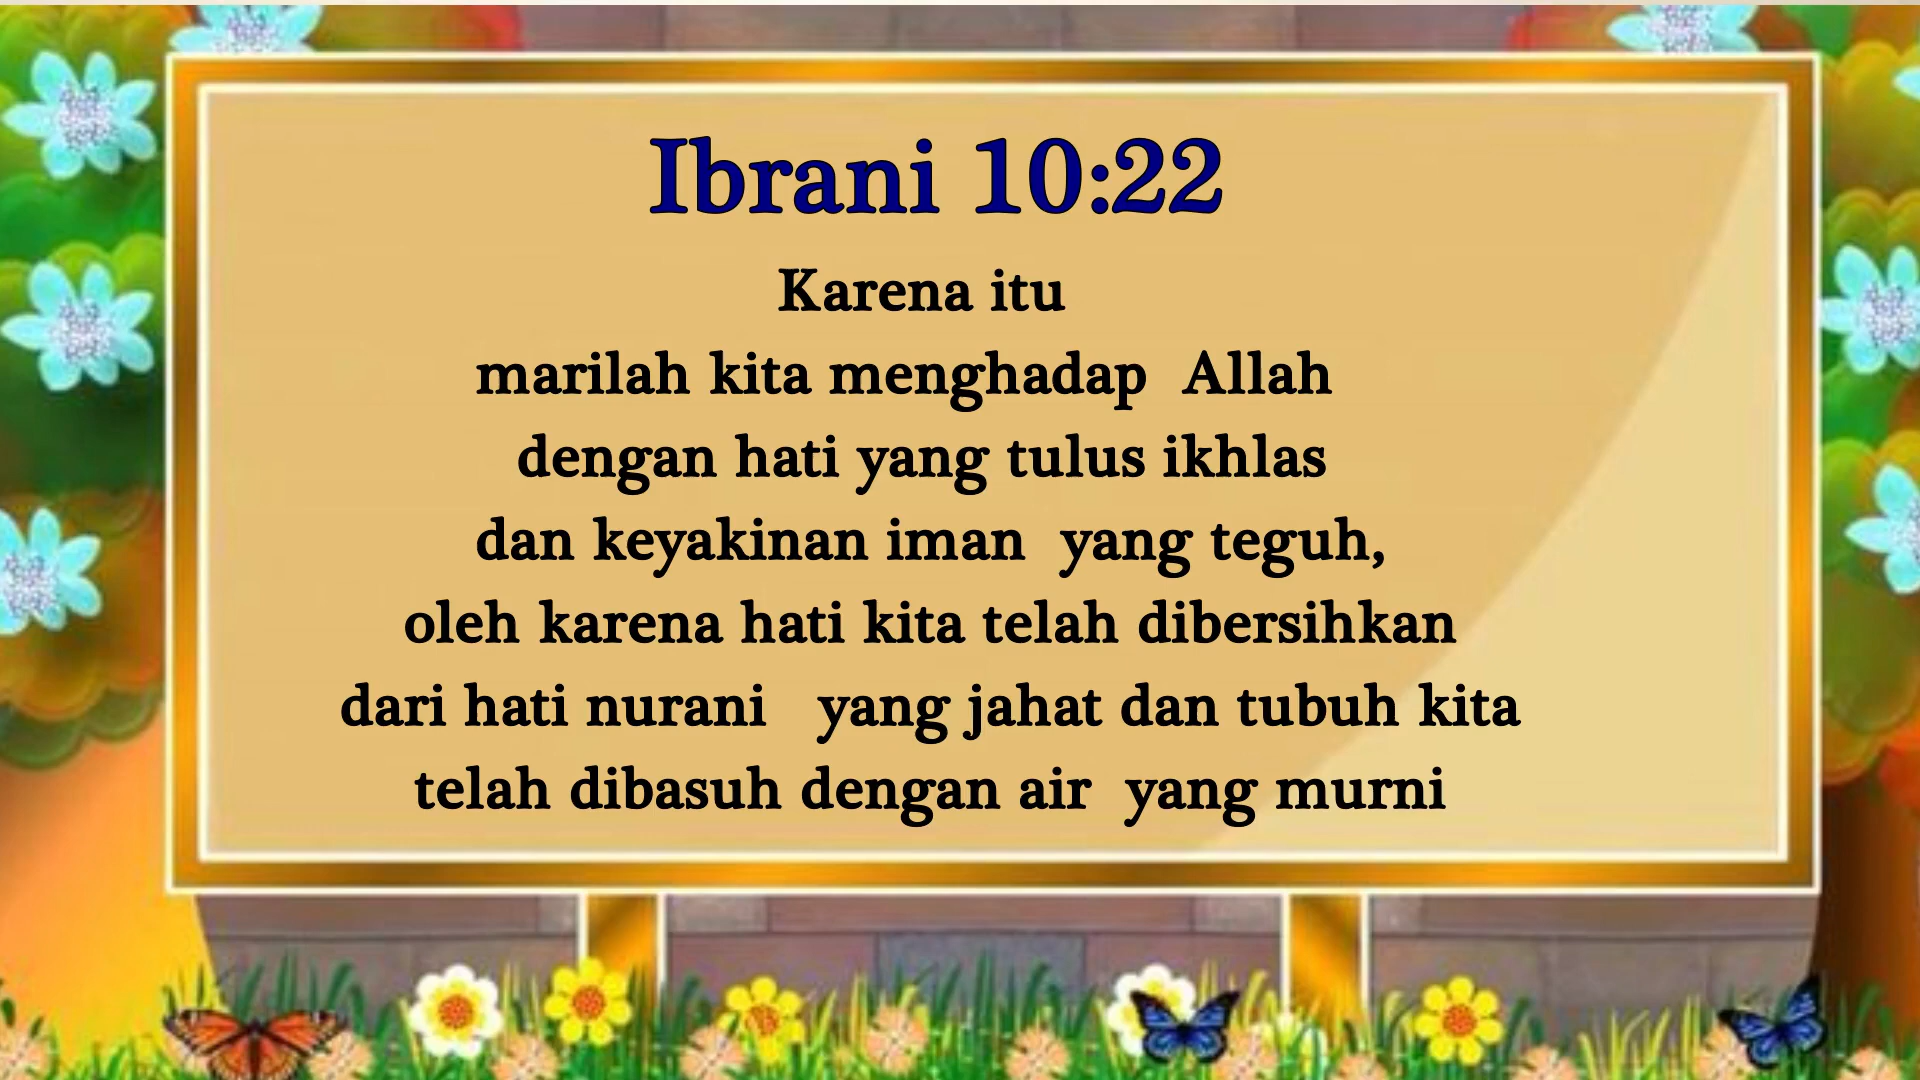 Ibrani 10:22
Karena itu
marilah kita menghadap  Allah
dengan hati yang tulus ikhlas
dan keyakinan iman  yang teguh,
oleh karena hati kita telah dibersihkan
dari hati nurani   yang jahat dan tubuh kita
telah dibasuh dengan air  yang murni